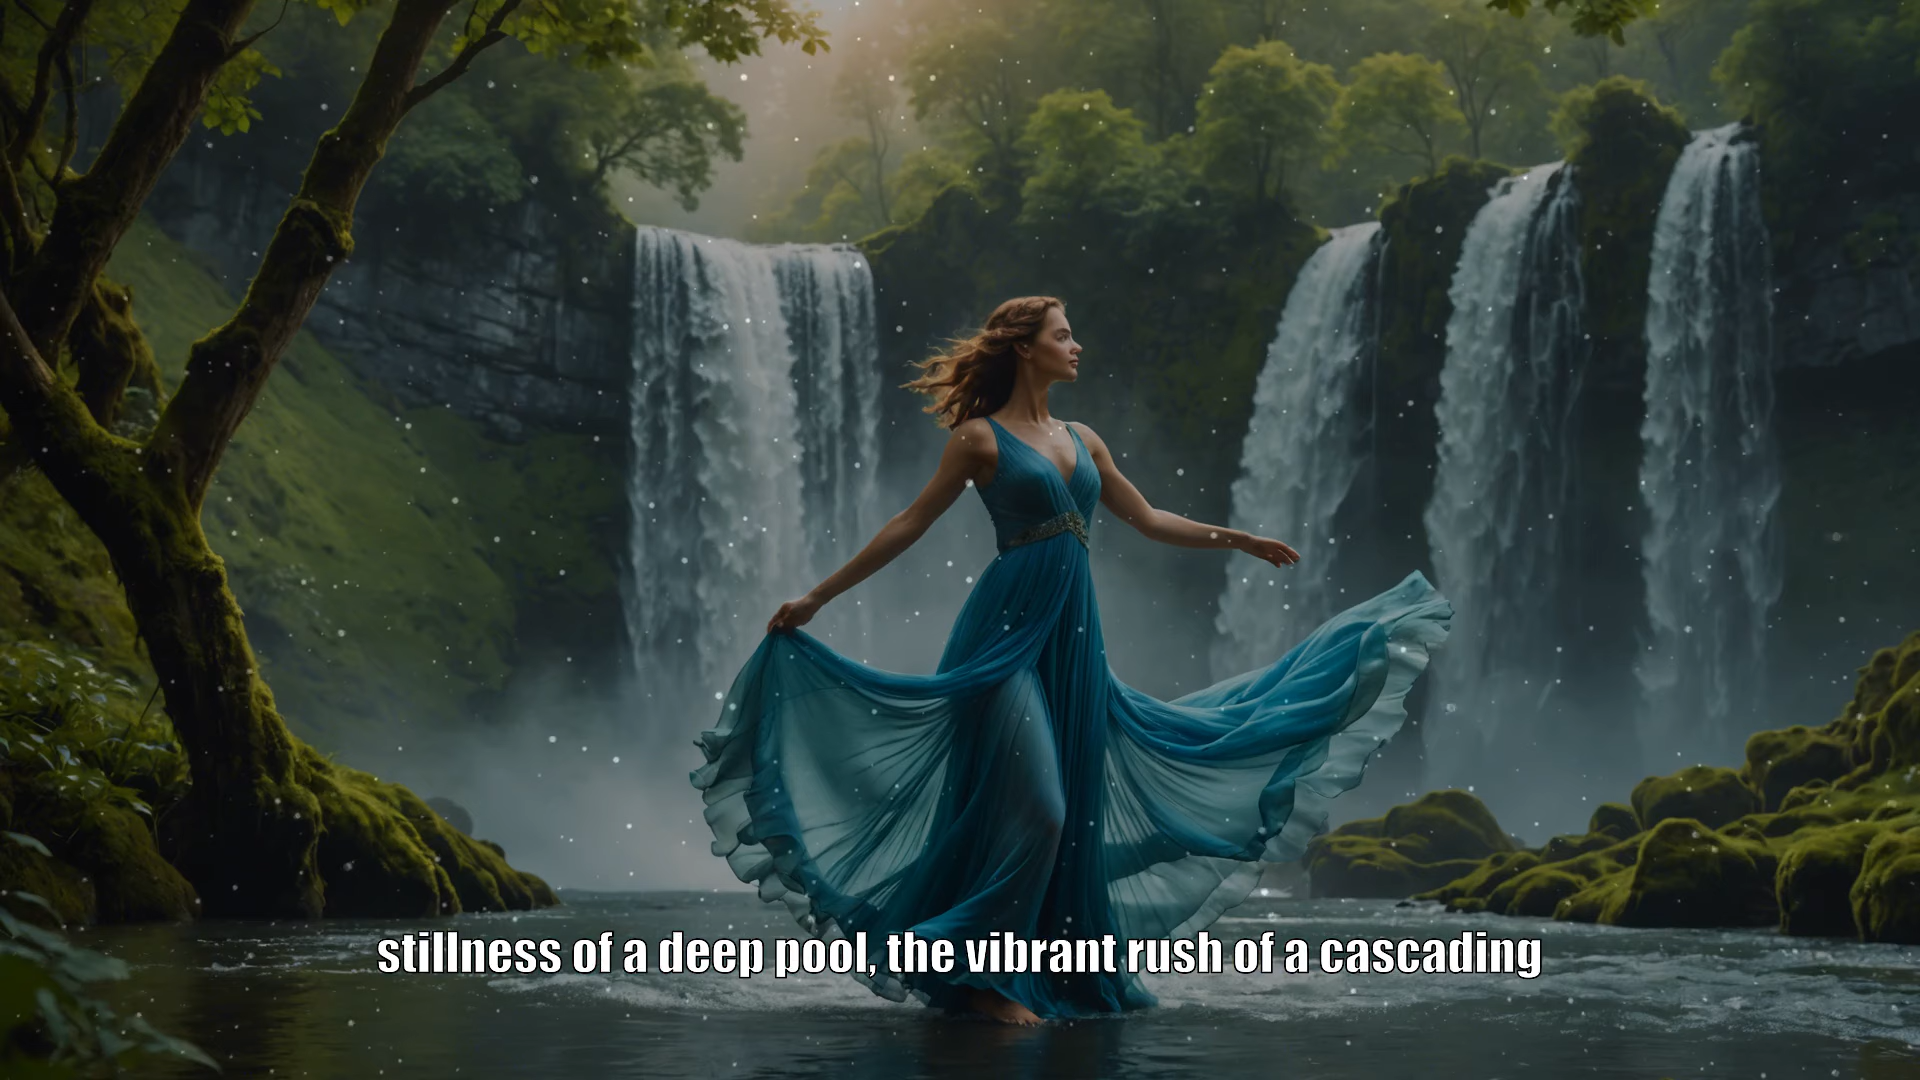 stillness of a deep pool, the vibrant rush of a cascading